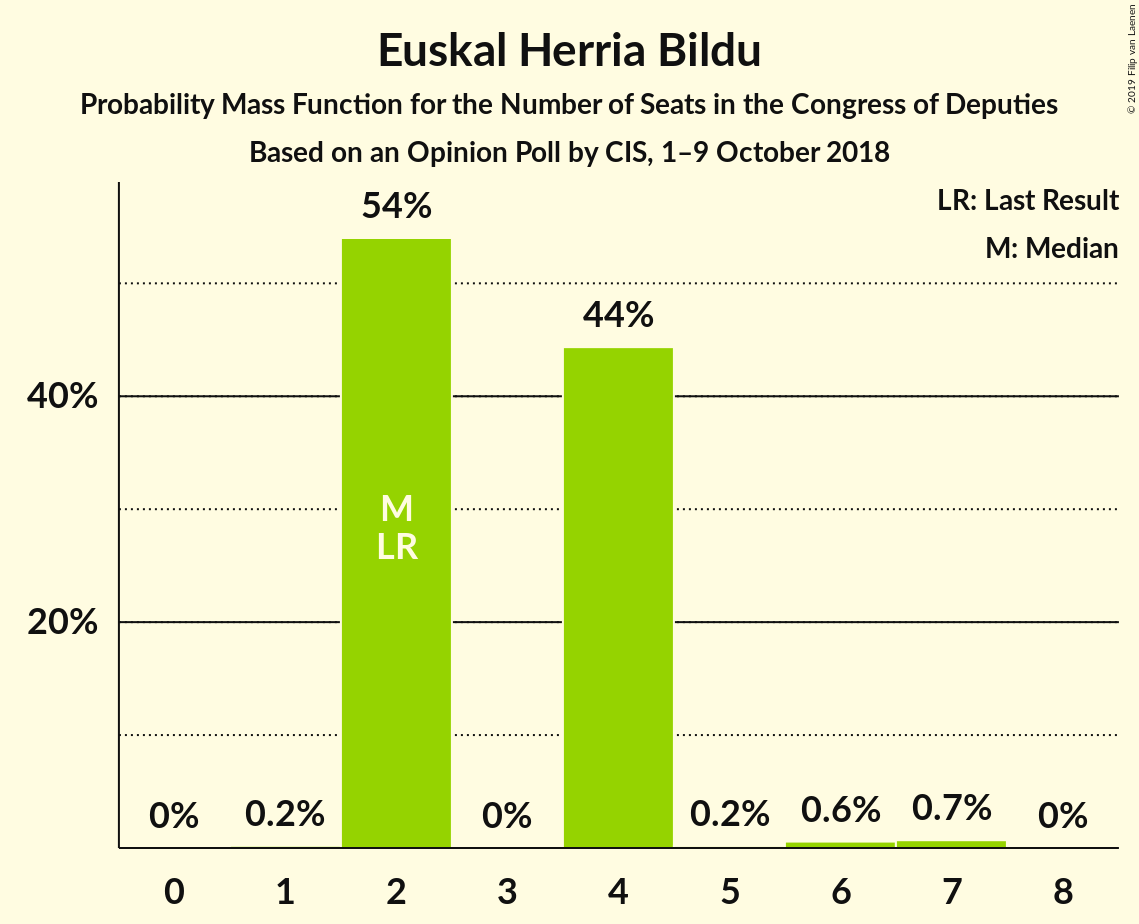 Euskal Herria Bildu
Probability Mass Function for the Number of Seats in the Congress of Deputies
Based on an Opinion Poll by CIS, 1–9 October 2018
© 2019 Filip van Laenen
LR: Last Result
M: Median
54%
44%
40%
M
LR
20%
0%
0.2%
0%
0.2%
0.6%
0.7%
0%
0
1
2
3
4
5
6
7
8